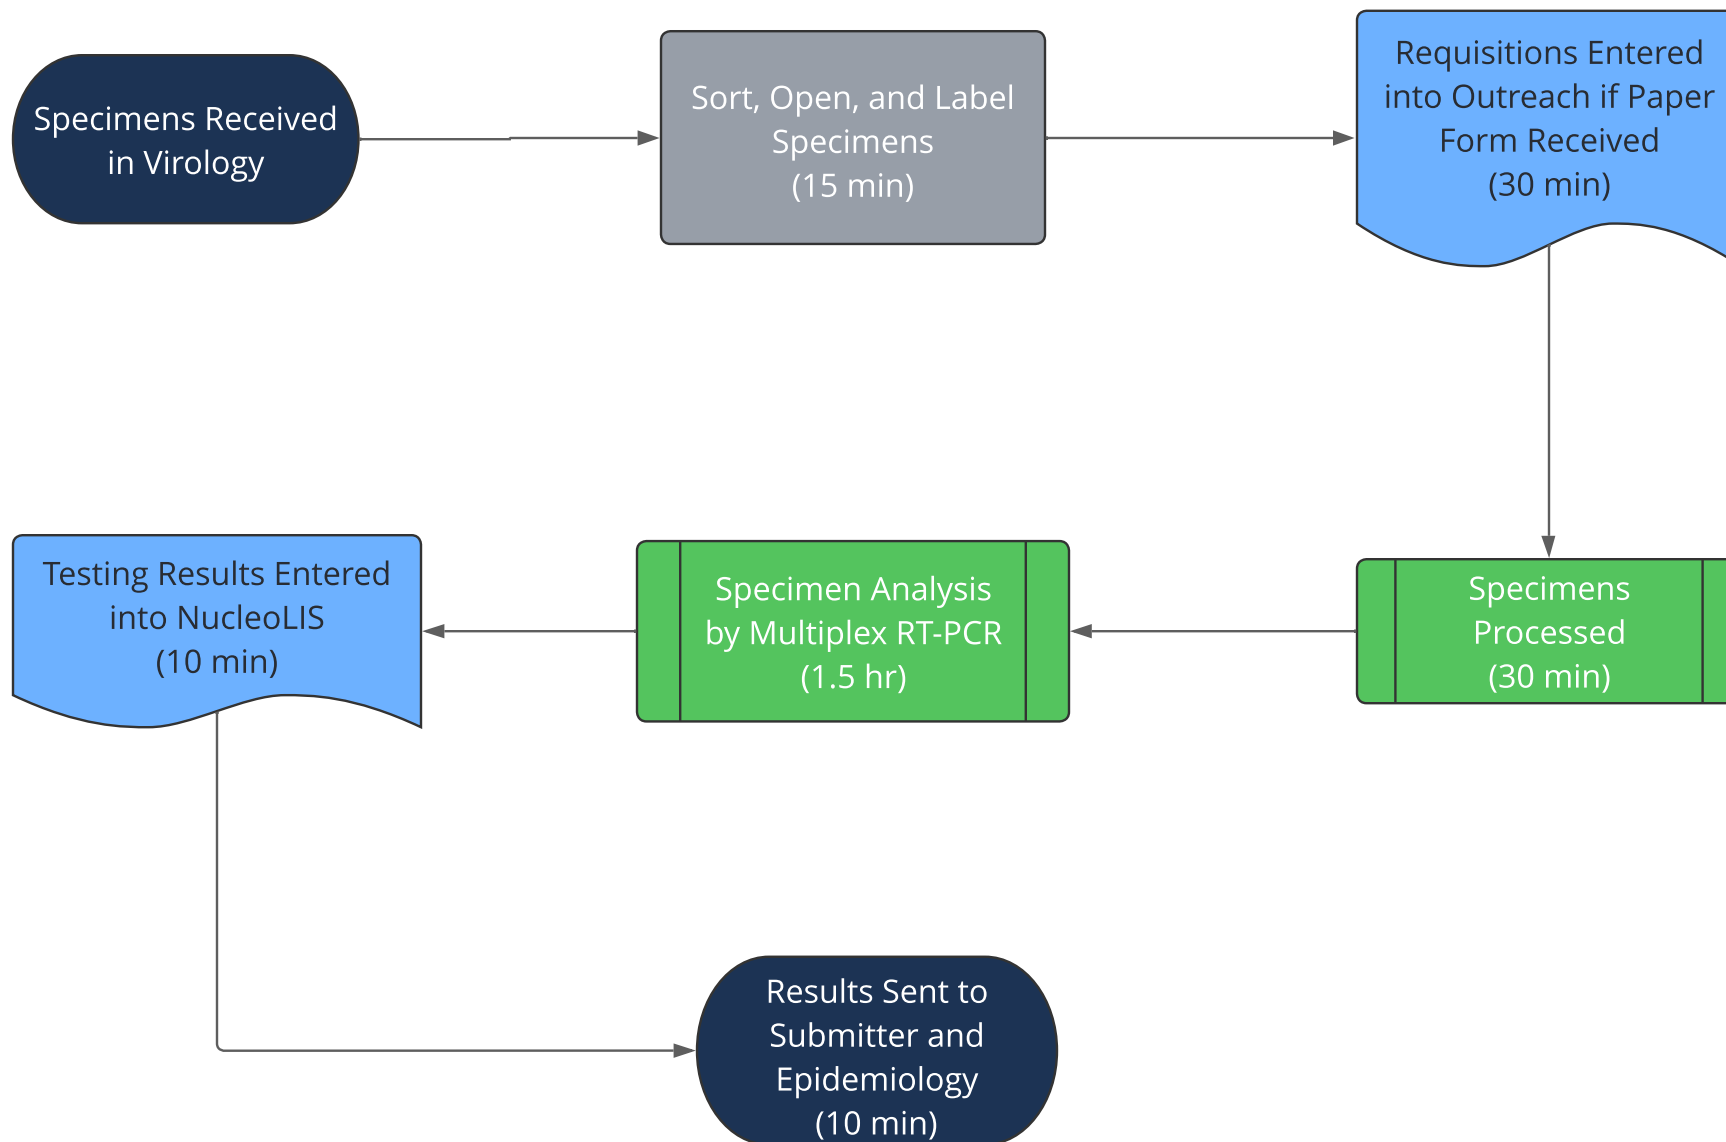 Specimens Received
in Virology
Sort, Open, and Label
Specimens
(15 min)
Requisitions Entered
into Outreach if Paper
Form Received
(30 min)
Testing Results Entered
into NucleoLIS
(10 min)
Specimen Analysis
by Multiplex RT-PCR
(1.5 hr)
Specimens
Processed
(30 min)
Results Sent to
Submitter and
Epidemiology
(10 min)